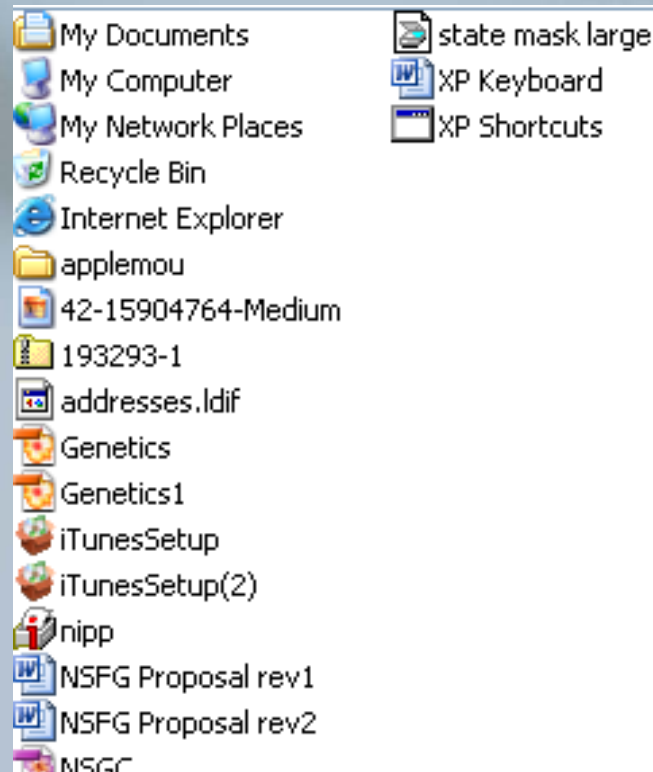 My Documents
My Computer
My Network Places
Recycle Bin
Internet Explorer
applemou
42-15904764-Medium
193293-1
addresses.ldif
Genetics
Genetics1
iTunesSetup
iTunesSetup(2)
nipp
NSFG Proposal rev1
NSFG Proposal rev2
NSGC
state mask large
XP Keyboard
XP Shortcuts